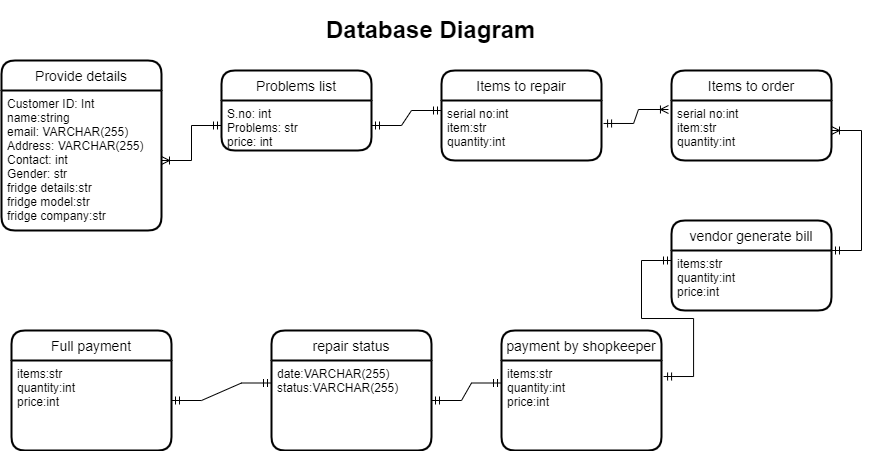 Database Diagram
Provide details
Customer ID: Int
name:string
email: VARCHAR(255)
Address: VARCHAR(255)
Contact: int
Gender: str
fridge details:str
fridge model:str
fridge company:str
Problems list
S.no: int
Problems: str
price: int
Items to repair
serial no:int
item:str
quantity:int
Items to order
serial no:int
item:str
quantity:int
vendor generate bill
items:str
quantity:int
price:int
Full payment
items:str
quantity:int
price:int
repair status
date:VARCHAR(255)
status:VARCHAR(255)
payment by shopkeeper
items:str
quantity:int
price:int